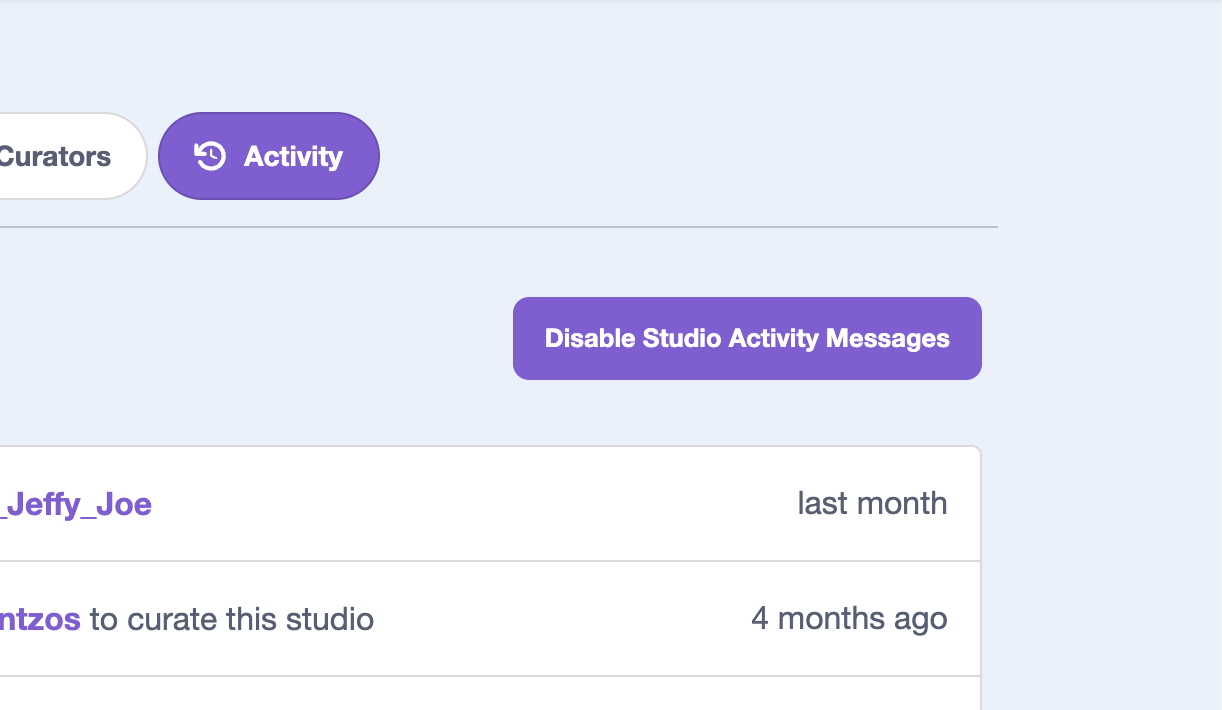 Curators
Activity
Disable Studio Activity Messages
_Jeffy_Joe
last month
ntzos to curate this studio
4 months ago